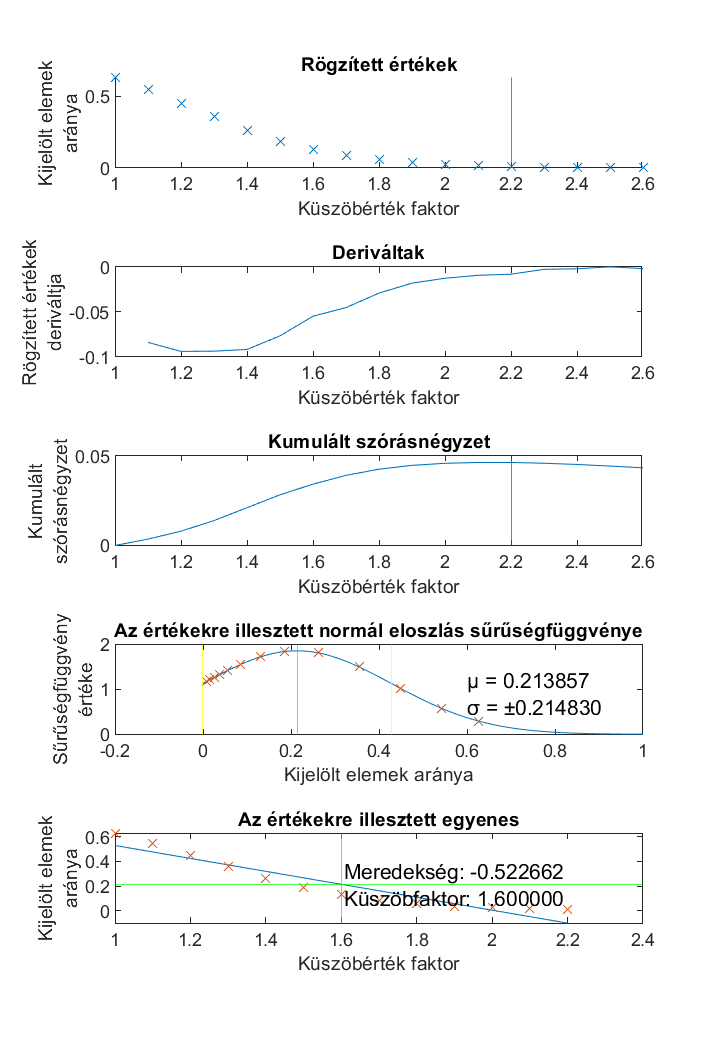 Rögzített értékek
Kijelölt elemek
aránya
0.5
0
1 1.2 1.4 1.6 1.8 2 2.2 2.4 2.6
Küszöbérték faktor
Deriváltak
Rögzített értékek
deriváltja
0
-0.05
-0.1
1 1.2 1.4 1.6 1.8 2 2.2 2.4 2.6
Küszöbérték faktor
Kumulált szórásnégyzet
Kumulált
szórásnégyzet
0.05
0
1 1.2 1.4 1.6 1.8 2 2.2 2.4 2.6
Küszöbérték faktor
Az értékekre illesztett normál eloszlás sűrűségfüggvénye
Sűrűségfüggvény
értéke
2
1
0
μ = 0.213857
σ = ±0.214830
-0.2 0 0.2 0.4 0.6 0.8 1
Kijelölt elemek aránya
Az értékekre illesztett egyenes
Kijelölt elemek
aránya
0.6
0.4
0.2
0
Meredekség: -0.522662
Küszöbfaktor: 1.600000
1 1.2 1.4 1.6 1.8 2 2.2 2.4
Küszöbérték faktor